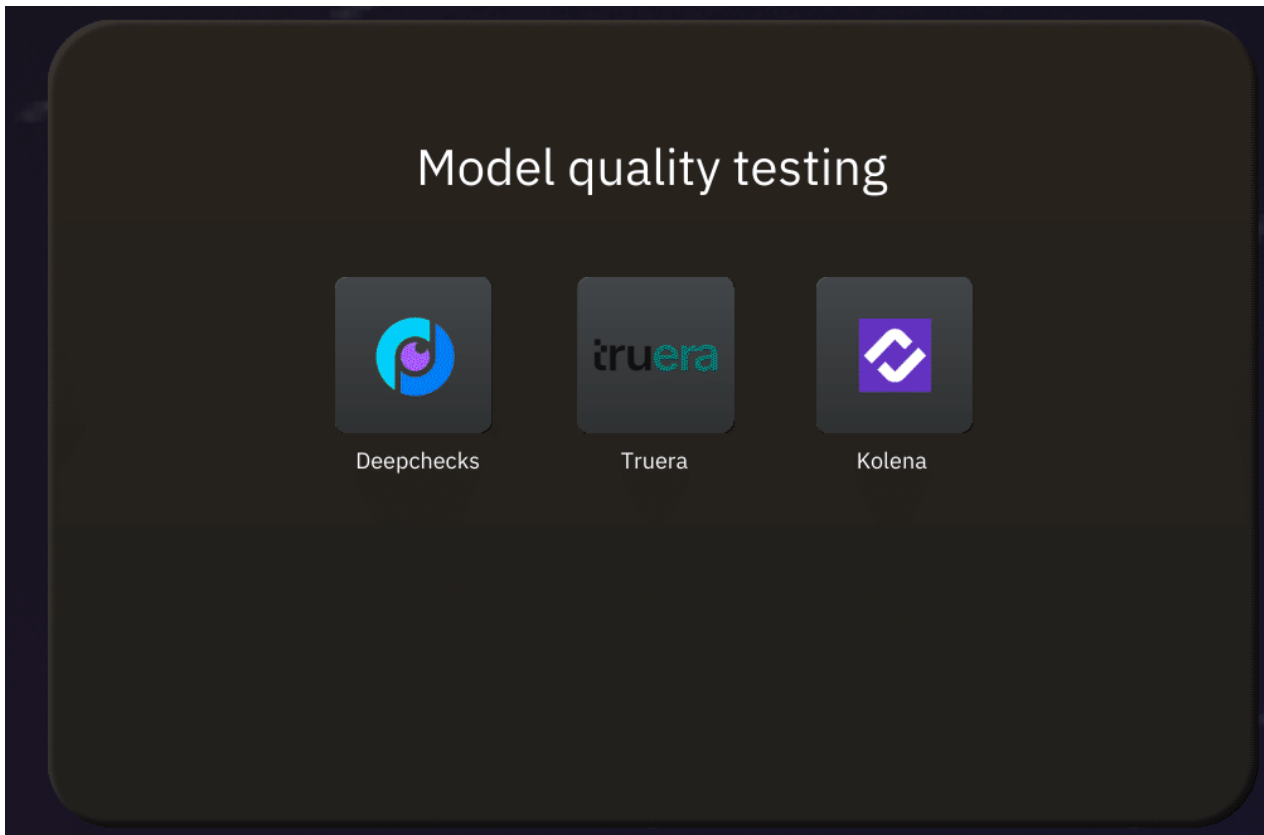 Model quality testing
truera
Deepchecks
Truera
Kolena